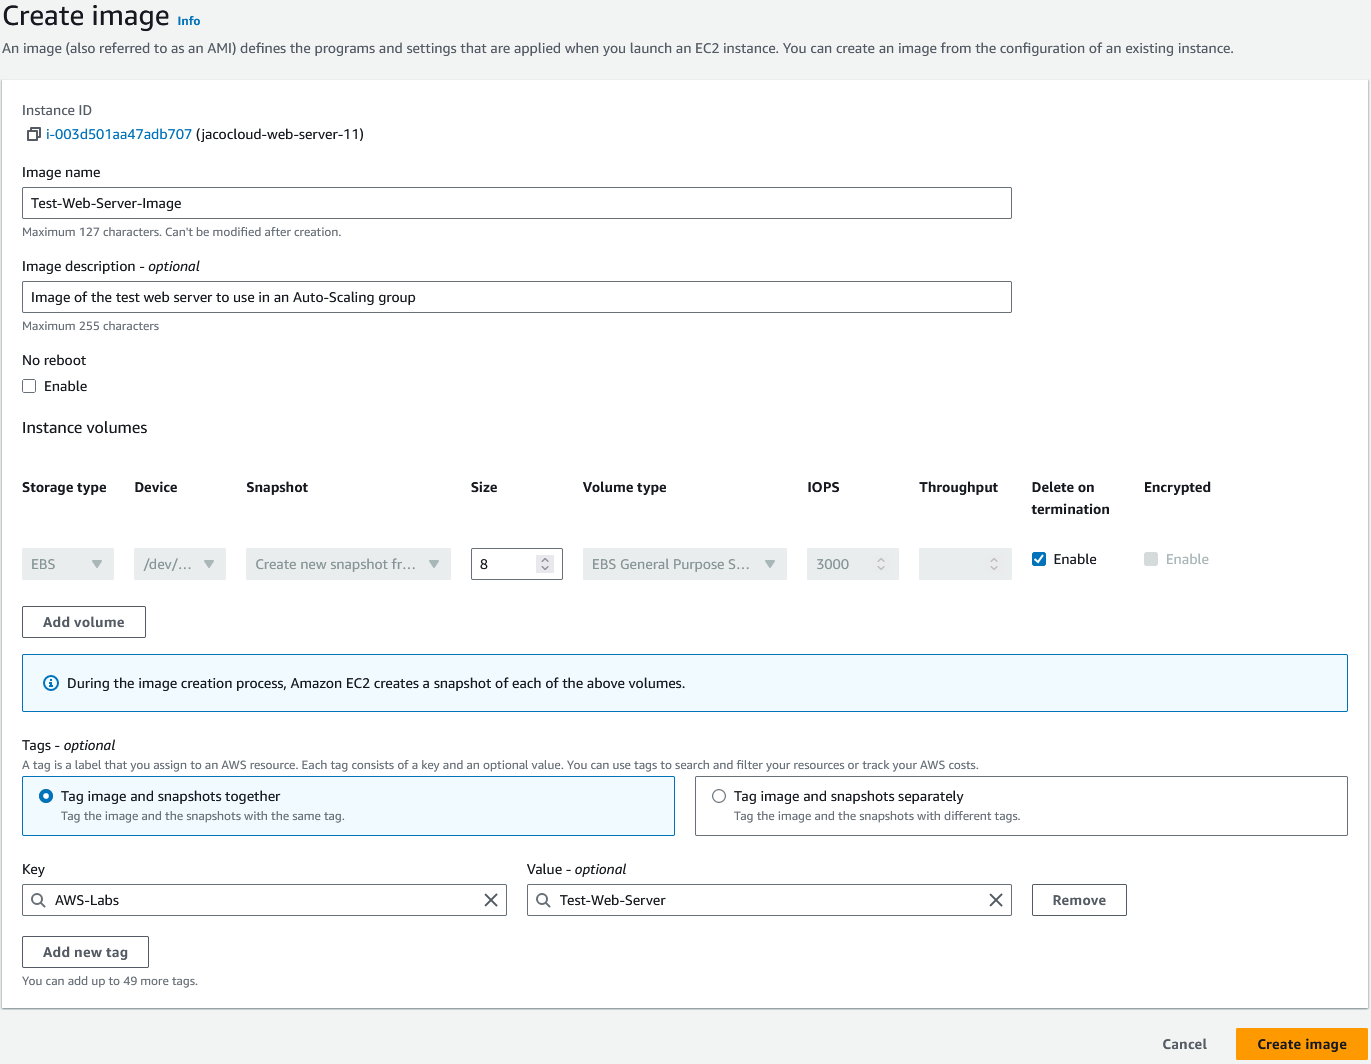 Create image Info
An image (also referred to as an AMI) defines the programs and settings that are applied when you launch an EC2 instance. You can create an image from the configuration of an existing instance.
Instance ID
i-003d501aa47adb707 (jacocloud-web-server-11)
Image name
Test-Web-Server-Image
Maximum 127 characters. Can't be modified after creation.
Image description - optional
Image of the test web server to use in an Auto-Scaling group
Maximum 255 characters
No reboot
Enable
Instance volumes
Storage type Device Snapshot Size Volume type IOPS Throughput Delete on termination Encrypted
EBS /dev/... Create new snapshot fr... 8 EBS General Purpose S... 3000 Enable Enable
Add volume
During the image creation process, Amazon EC2 creates a snapshot of each of the above volumes.
Tags - optional
A tag is a label that you assign to an AWS resource. Each tag consists of a key and an optional value. You can use tags to search and filter your resources or track your AWS costs.
Tag image and snapshots together
Tag the image and the snapshots with the same tag.
Tag image and snapshots separately
Tag the image and the snapshots with different tags.
Key Value - optional
AWS-Labs Test-Web-Server Remove
Add new tag
You can add up to 49 more tags.
Cancel Create image